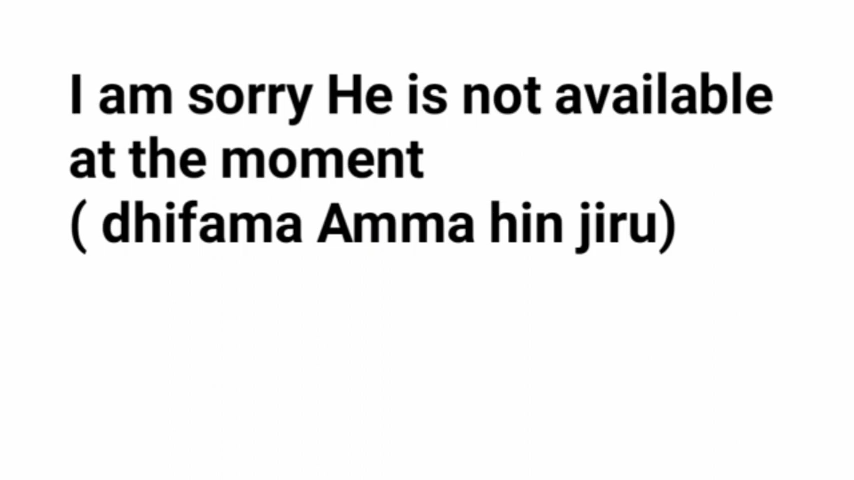 I am sorry He is not available
at the moment
( dhifama Amma hin jiru)